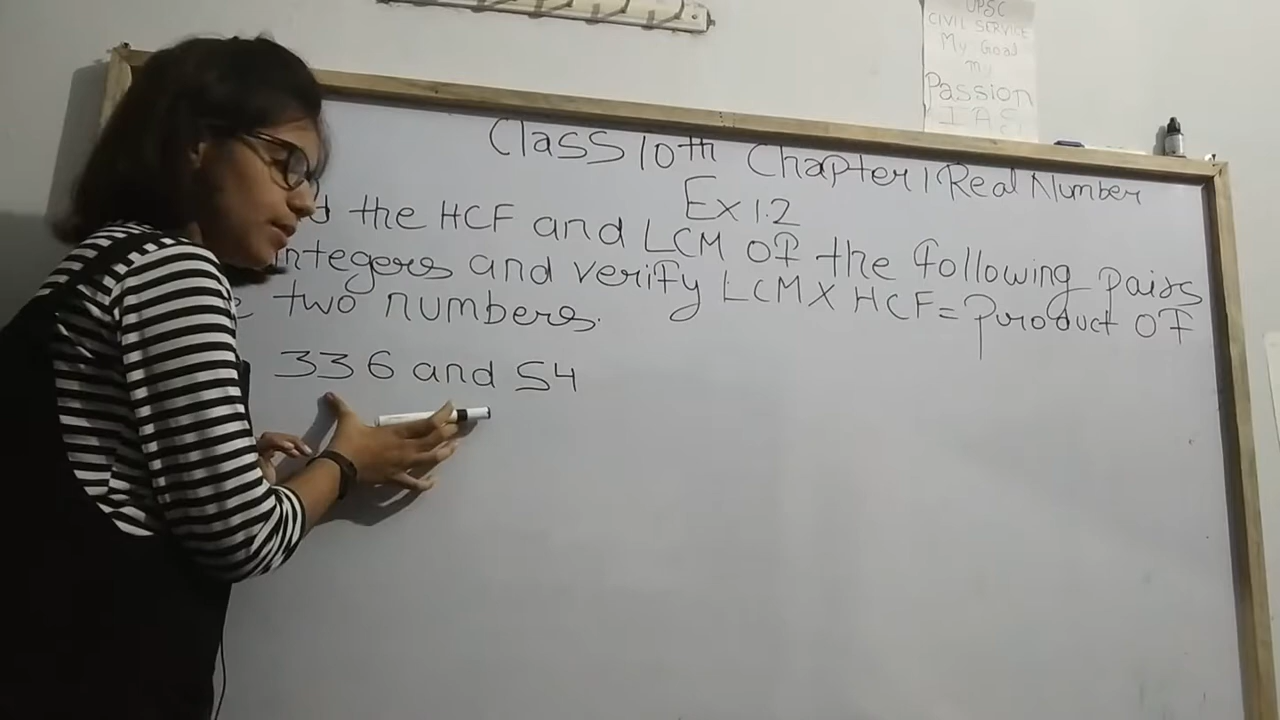 UPSC
CIVIL SERVICE
My Goal
my
Passion
IAS
Class 10th Chapter 1 Real Number
Ex 1.2
the HCF and LCM of the following pairs
integers and verify LCM X HCF = Product of
two numbers.
336 and 54